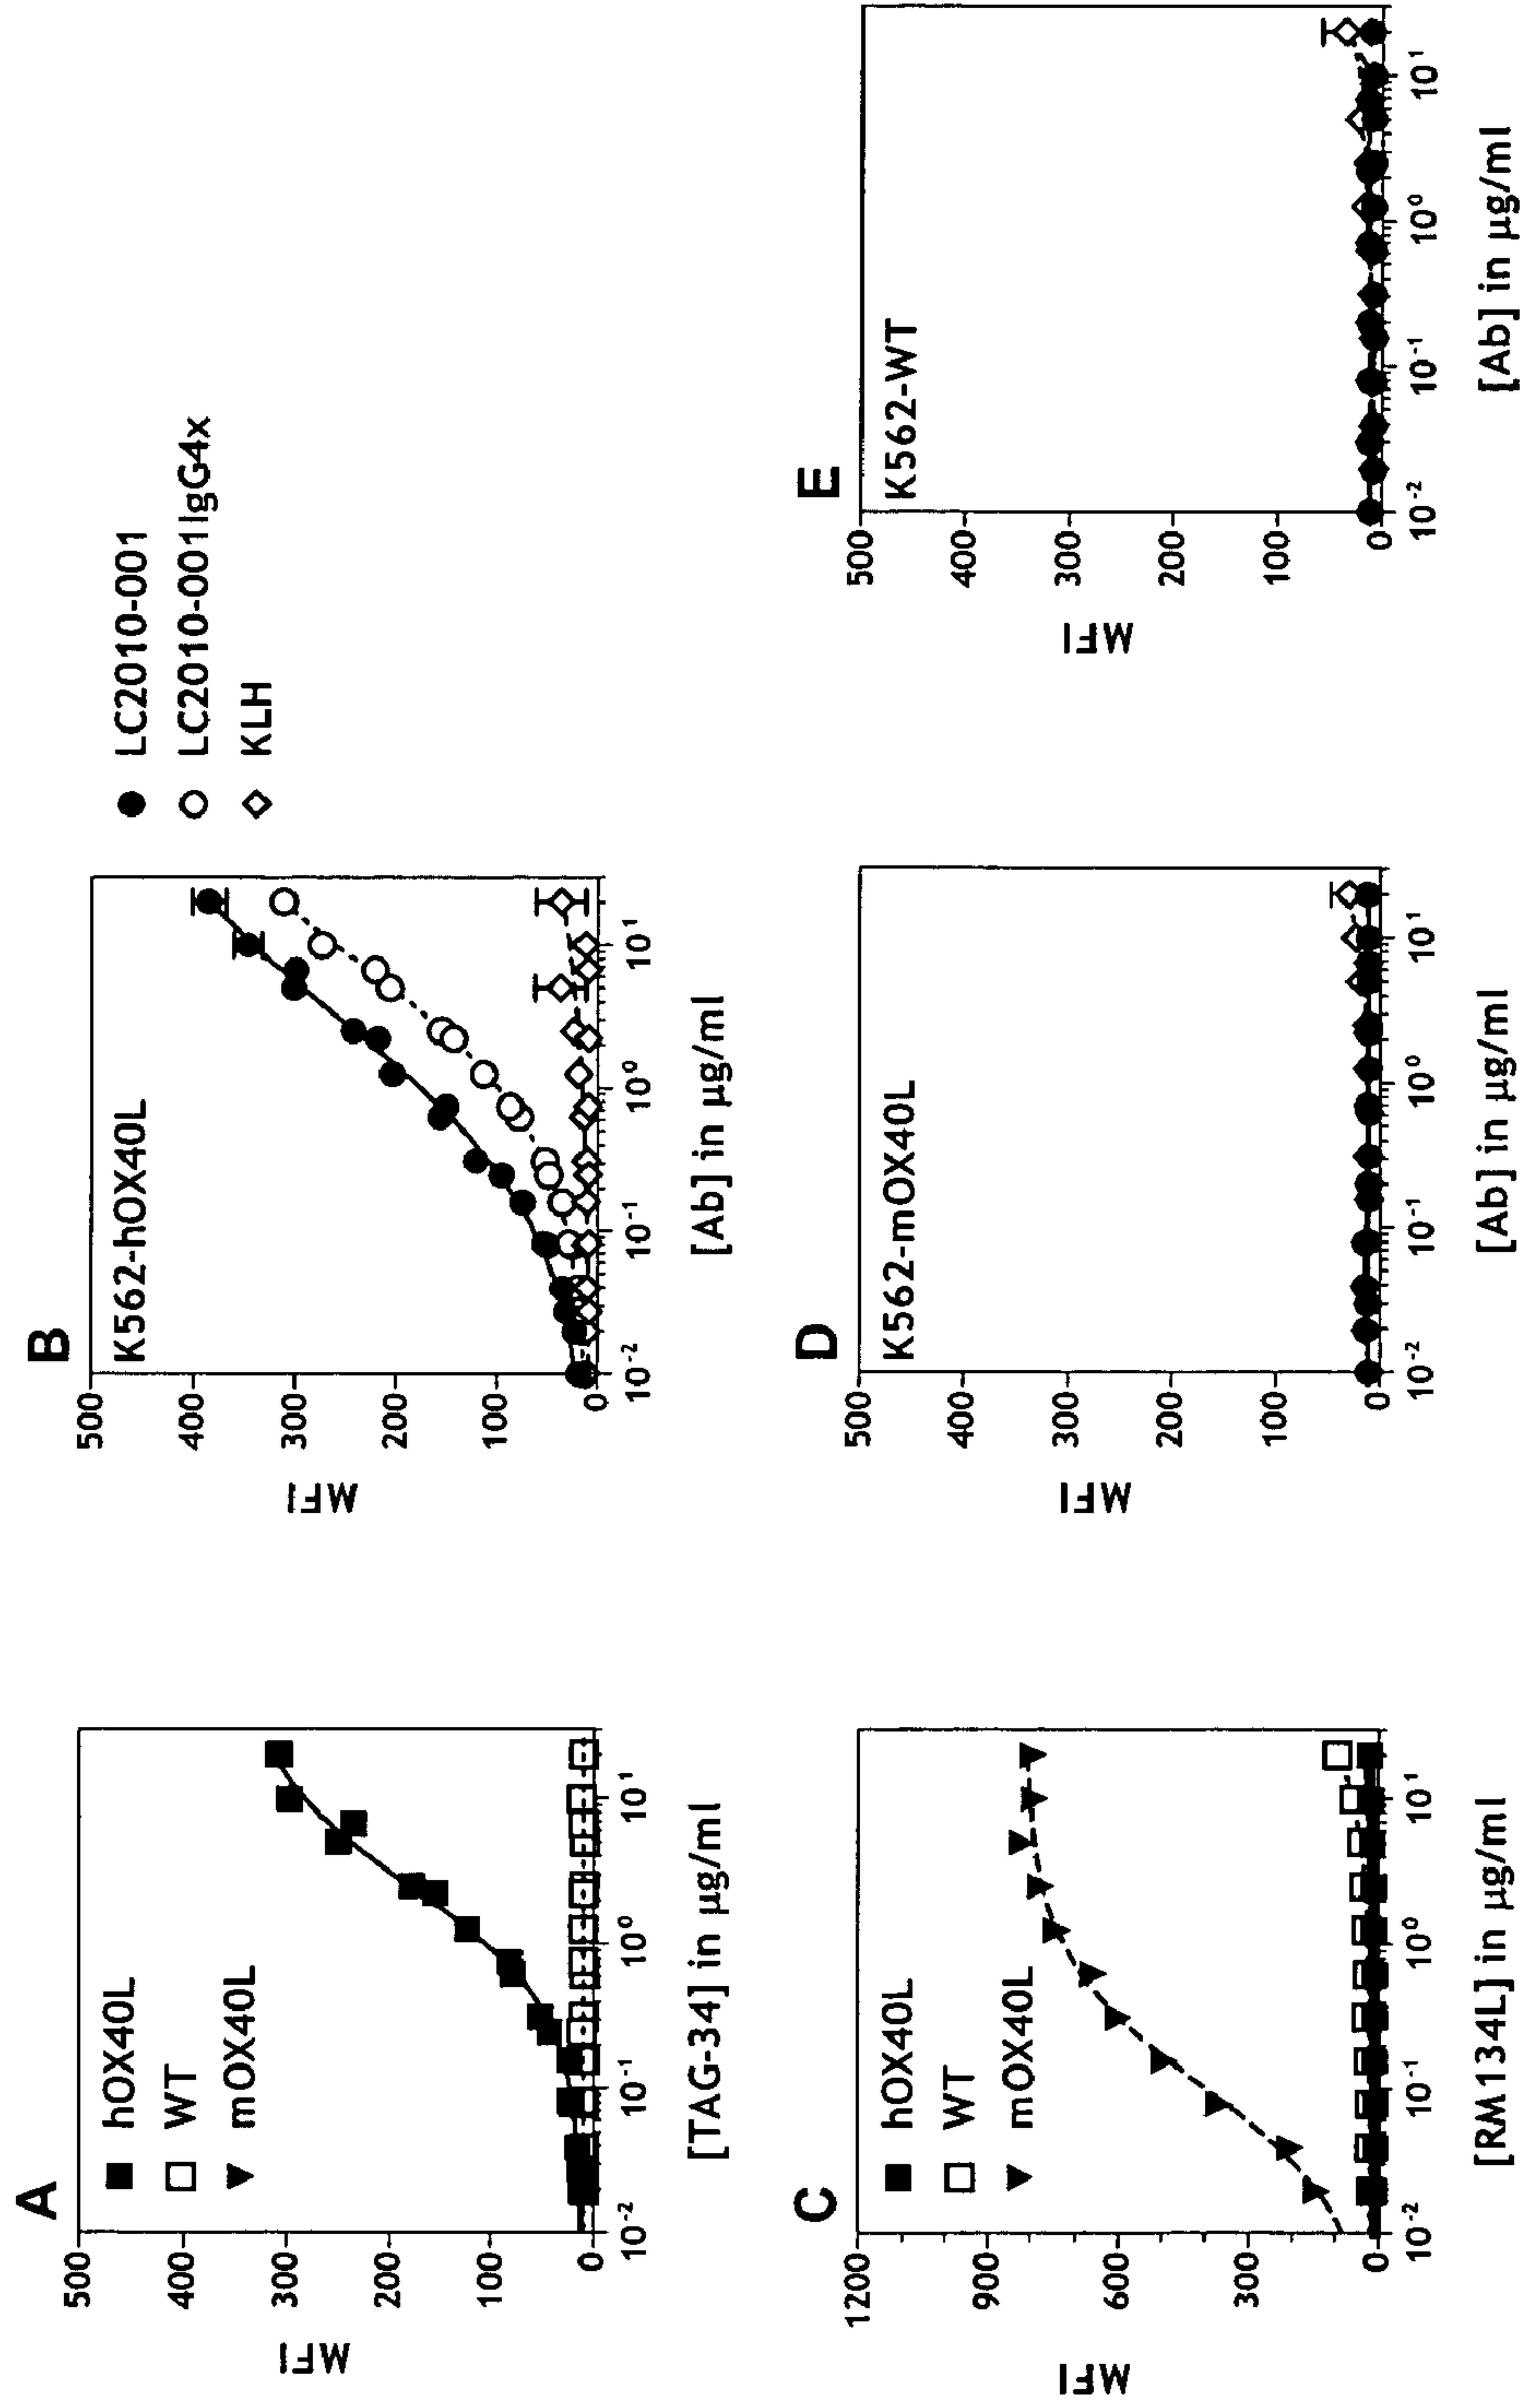 A
500
400
300
200
100
0
MFI
hOX40L
WT
mOX40L
10-2
10-1
100
101
[TAG-34] in µg/ml
B
500
400
300
200
100
0
MFI
K562-hOX40L
10-2
10-1
100
101
[Ab] in µg/ml
LC2010-001
LC2010-001IgG4x
KLH
C
1200
900
600
300
0
MFI
hOX40L
WT
mOX40L
10-2
10-1
100
101
[RM134L] in µg/ml
D
500
400
300
200
100
0
MFI
K562-mOX40L
10-2
10-1
100
101
[Ab] in µg/ml
E
500
400
300
200
100
0
MFI
K562-WT
10-2
10-1
100
101
[Ab] in µg/ml